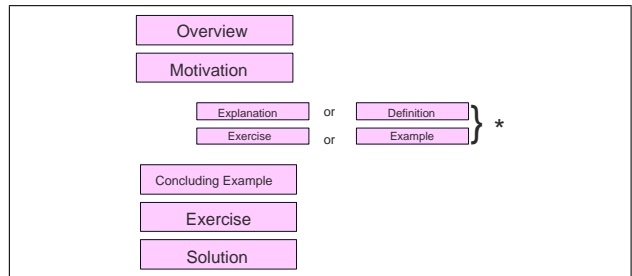 Overview
Motivation
Explanation or Definition
Exercise or Example
} *
Concluding Example
Exercise
Solution